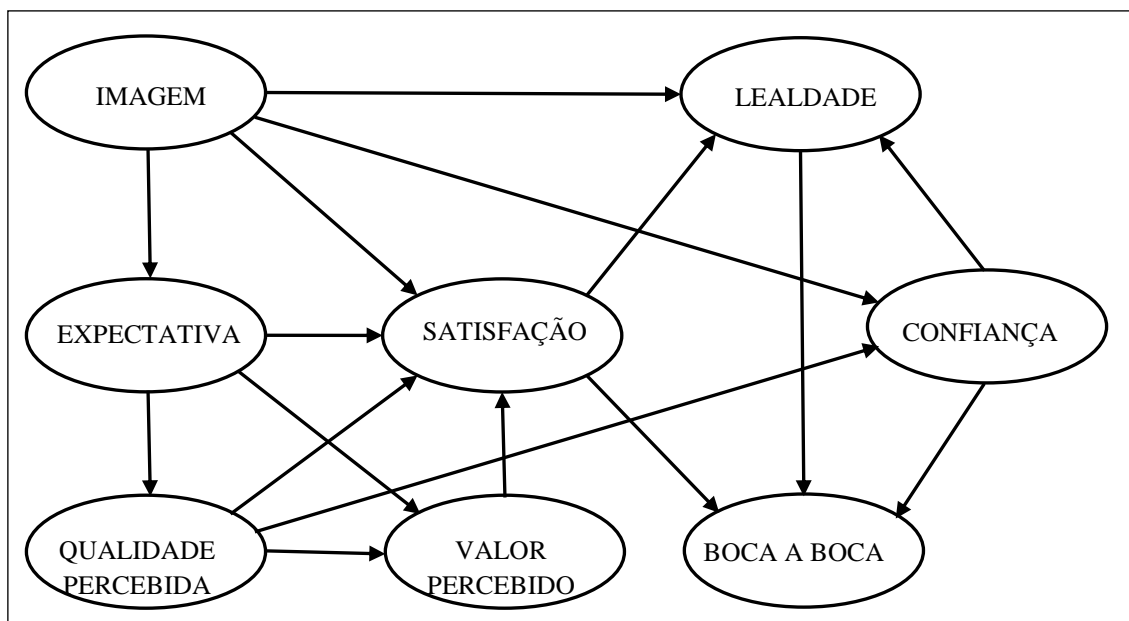 IMAGEM
LEALDADE
EXPECTATIVA
SATISFAÇÃO
CONFIANÇA
QUALIDADE
PERCEBIDA
VALOR
PERCEBIDO
BOCA A BOCA